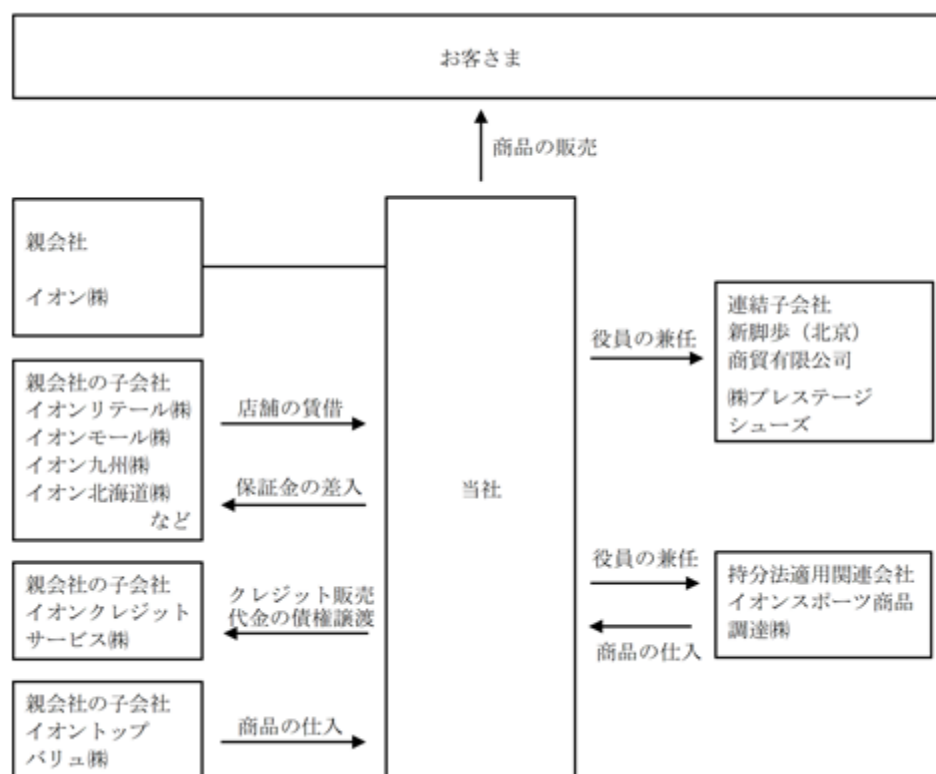 お客さま
商品の販売
親会社
イオン㈱
親会社の子会社
イオンリテール㈱
イオンモール㈱
イオン九州㈱
イオン北海道㈱
など
店舗の賃借
保証金の差入
親会社の子会社
イオンクレジット
サービス㈱
クレジット販売
代金の債権譲渡
親会社の子会社
イオントップ
バリュ㈱
商品の仕入
当社
役員の兼任
連結子会社
新脚歩（北京）
商貿有限公司
㈱プレステージ
シューズ
役員の兼任
商品の仕入
持分法適用関連会社
イオンスポーツ商品
調達㈱